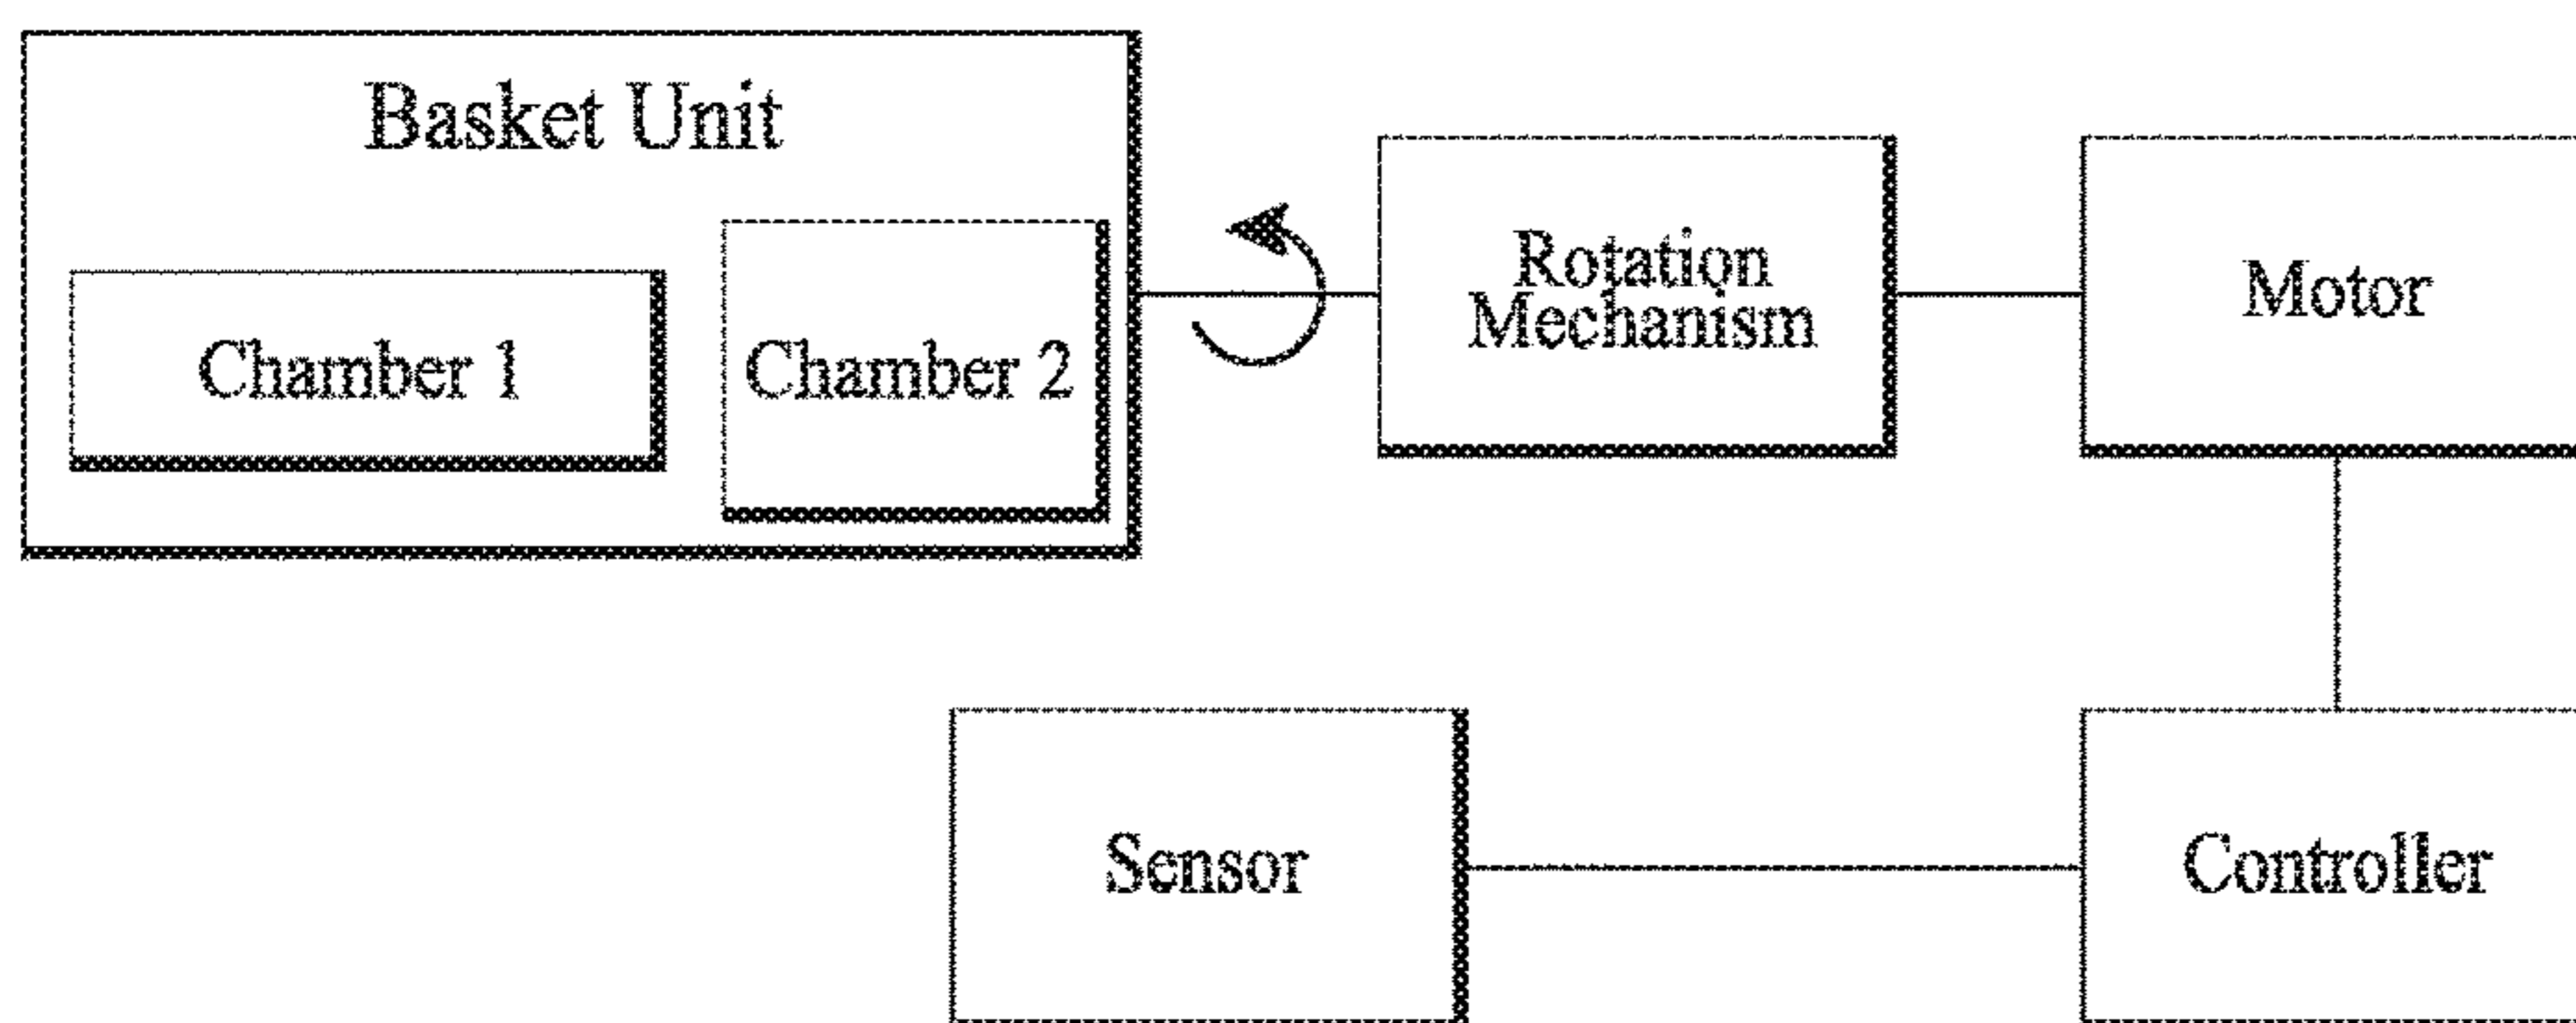 Basket Unit
Chamber 1
Chamber 2
Rotation
Mechanism
Motor
Sensor
Controller